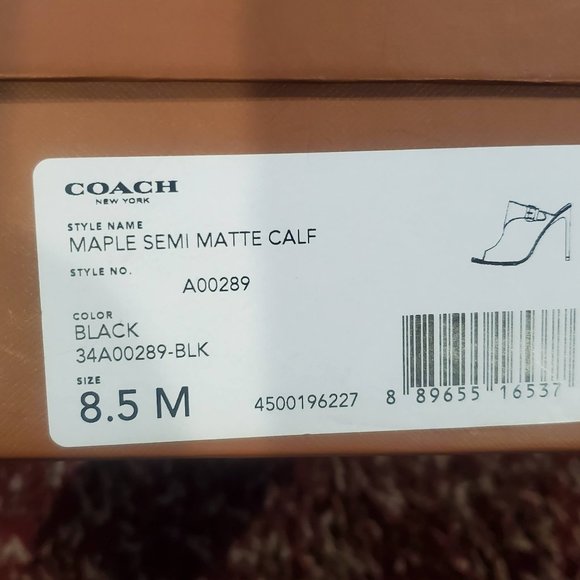 COACH
NEW YORK
STYLE NAME
MAPLE SEMI MATTE CALF
STYLE NO.
A00289
COLOR
BLACK
34A00289-BLK
SIZE
8.5 M
4500196227
8 89655 16537